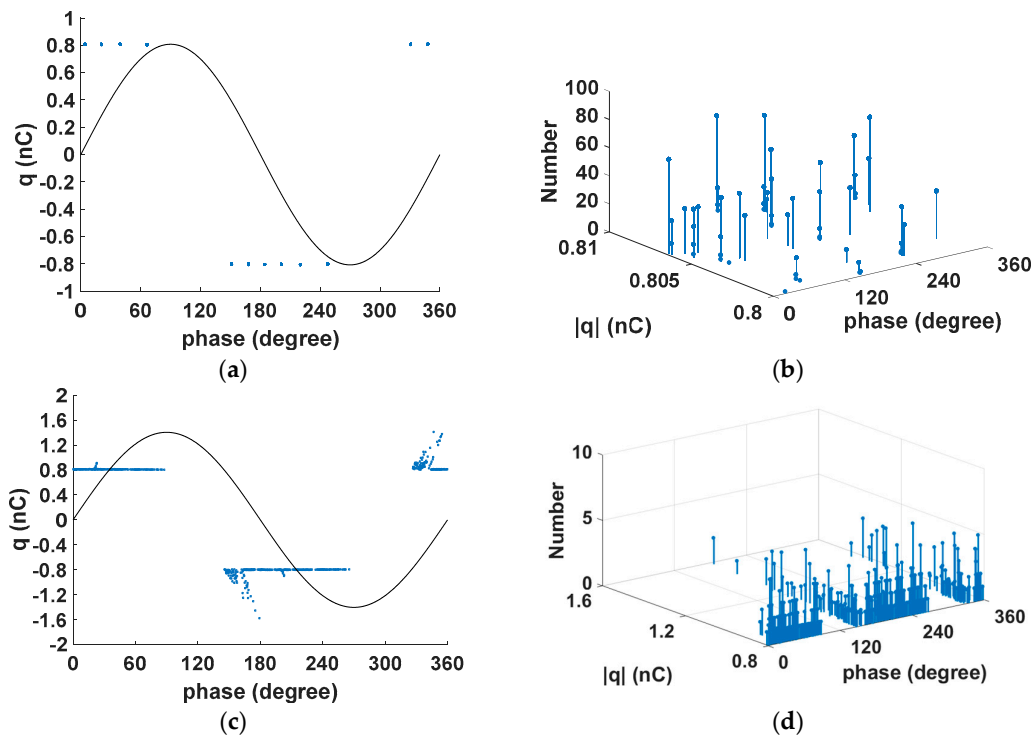 1
0.8
0.6
0.4
0.2
0
-0.2
-0.4
-0.6
-0.8
-1
q (nC)
0 60 120 180 240 300 360
phase (degree)
(a)
100
80
60
40
20
0
Number
0.81
0.805
0.8
|q| (nC)
0 120 240 360
phase (degree)
(b)
2
1.6
1.2
0.8
0.4
0
-0.4
-0.8
-1.2
-1.6
-2
q (nC)
0 60 120 180 240 300 360
phase (degree)
(c)
10
5
0
Number
1.6
1.2
0.8
|q| (nC)
0 120 240 360
phase (degree)
(d)